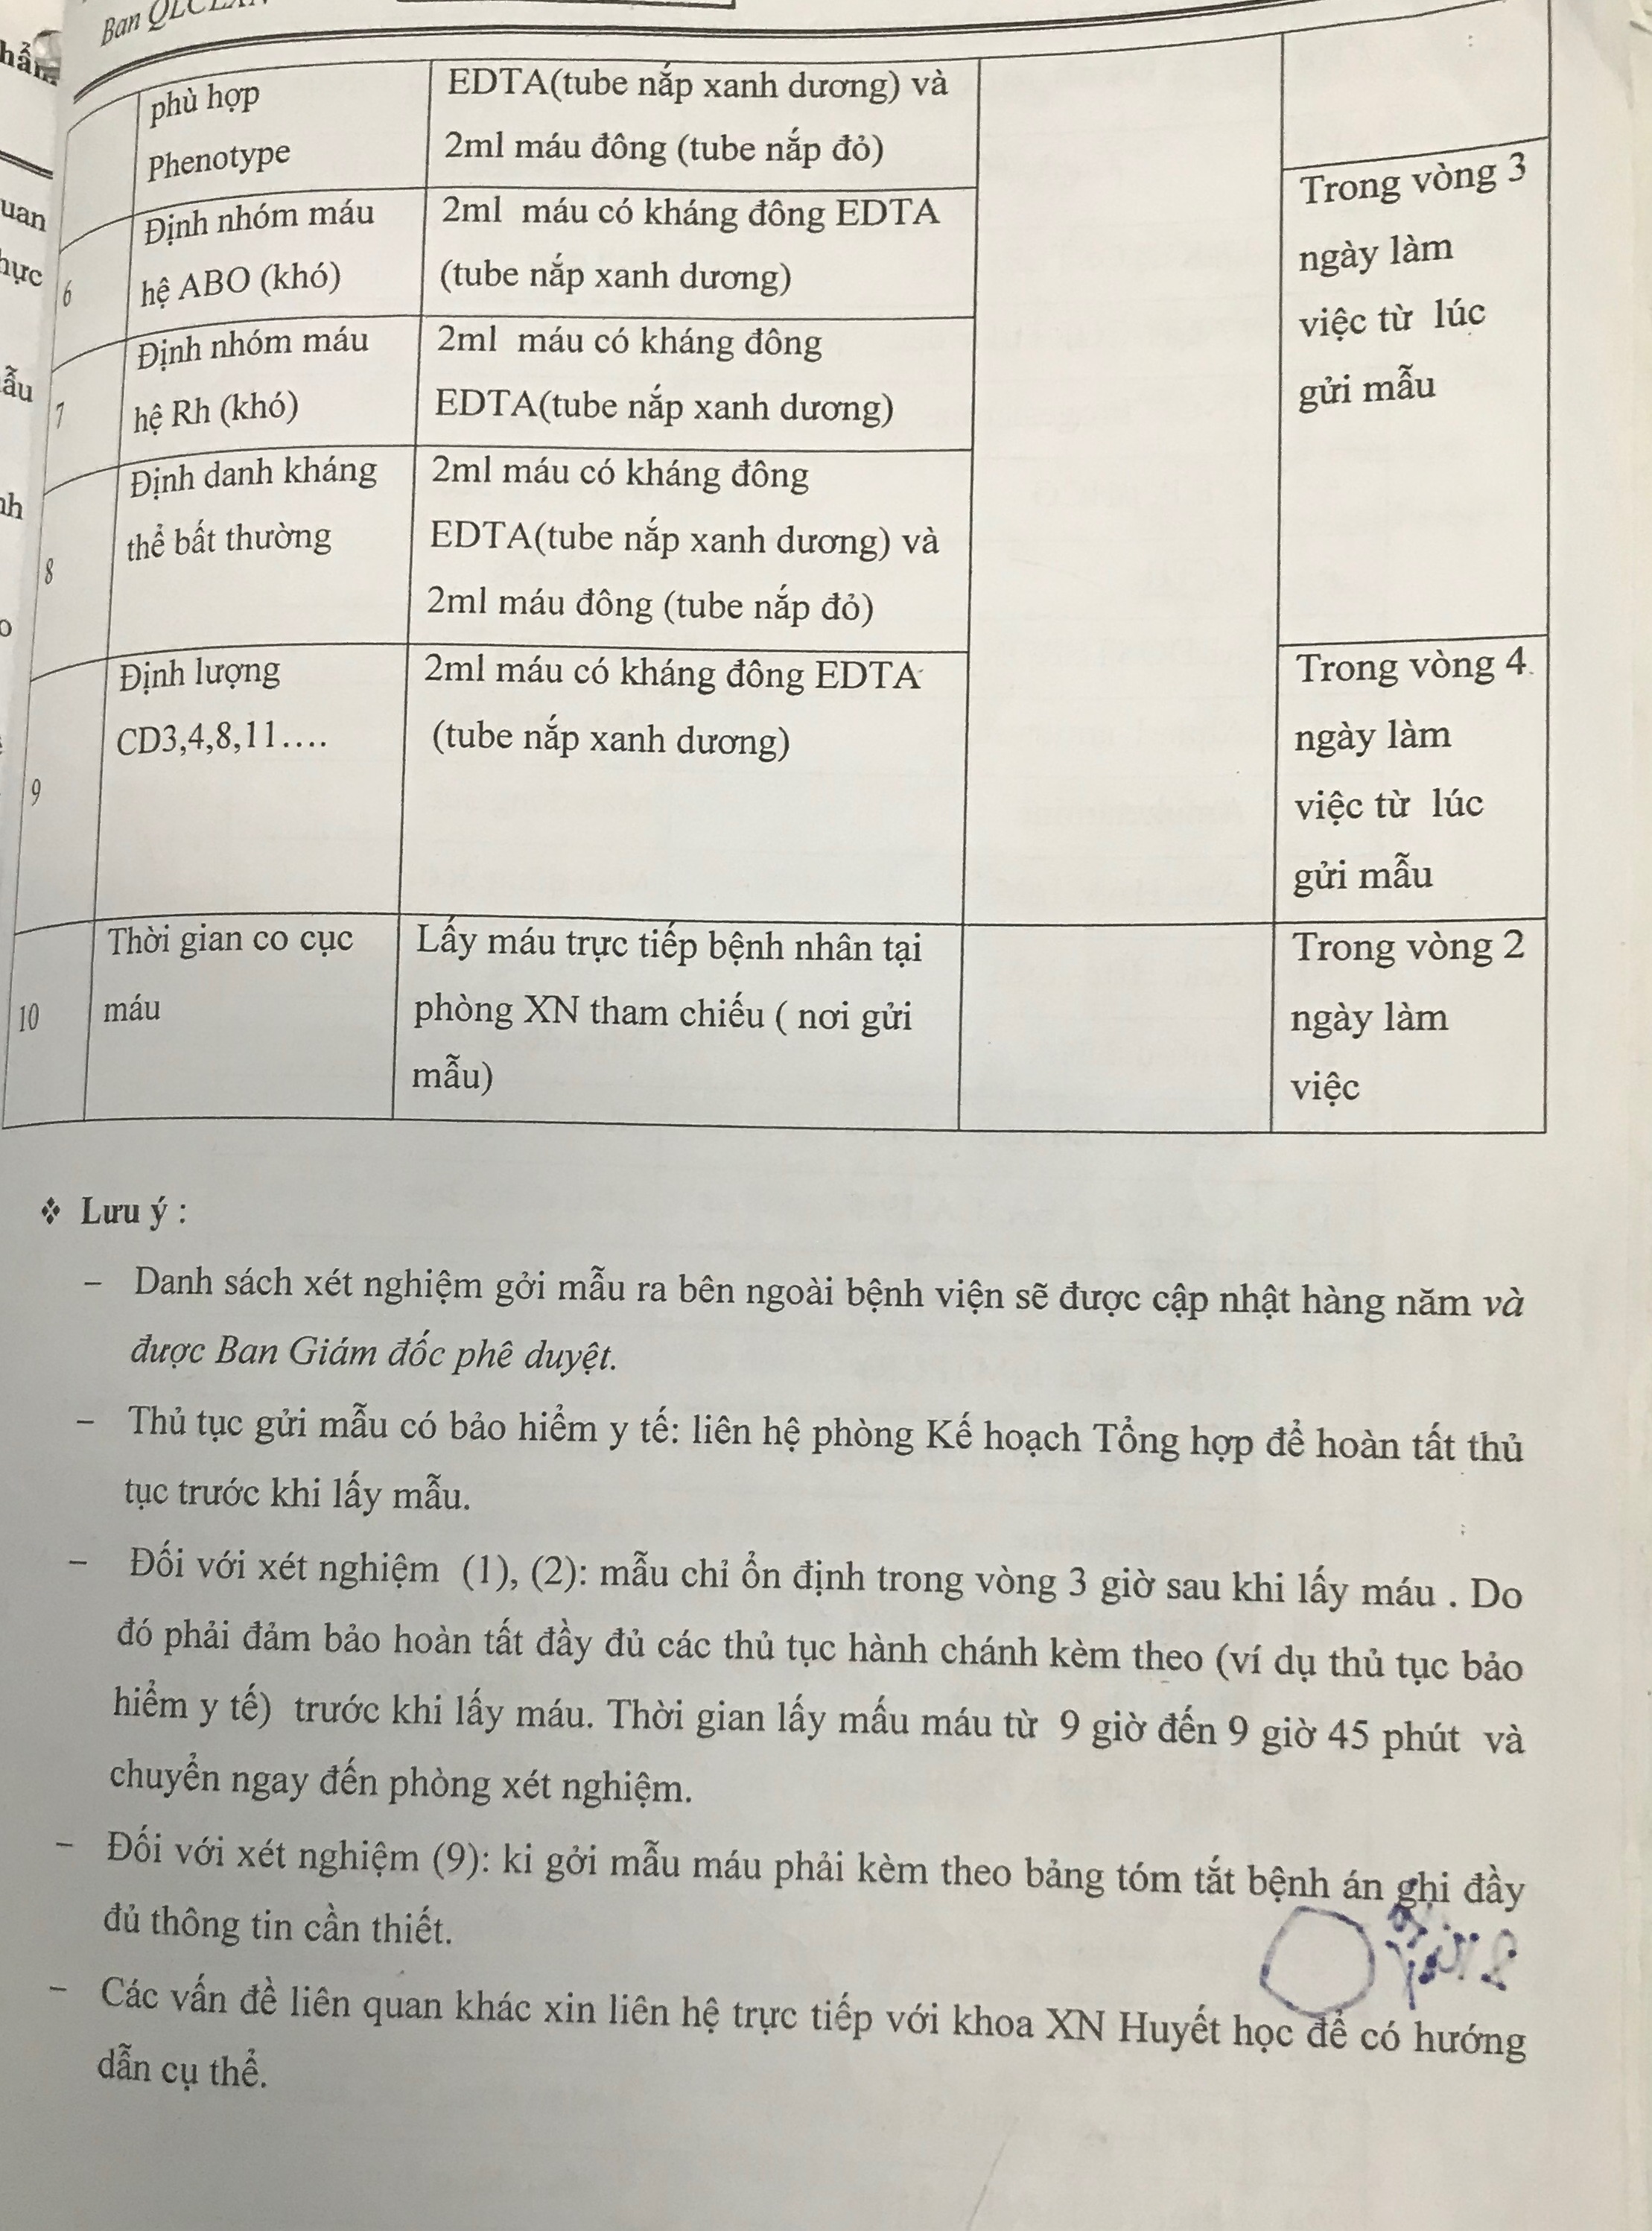 Ban
phù hợp
Phenotype
EDTA(tube nắp xanh dương) và
2ml máu đông (tube nắp đỏ)
6
Định nhóm máu
hệ ABO (khó)
2ml máu có kháng đông EDTA
(tube nắp xanh dương)
Trong vòng 3
ngày làm
việc từ lúc
gửi mẫu
7
Định nhóm máu
hệ Rh (khó)
2ml máu có kháng đông
EDTA(tube nắp xanh dương)
8
Định danh kháng
thể bất thường
2ml máu có kháng đông
EDTA(tube nắp xanh dương) và
2ml máu đông (tube nắp đỏ)
9
Định lượng
CD3,4,8,11….
2ml máu có kháng đông EDTA
(tube nắp xanh dương)
Trong vòng 4
ngày làm
việc từ lúc
gửi mẫu
10
Thời gian co cục
máu
Lấy máu trực tiếp bệnh nhân tại
phòng XN tham chiếu ( nơi gửi
mẫu)
Trong vòng 2
ngày làm
việc
❖ Lưu ý :
– Danh sách xét nghiệm gởi mẫu ra bên ngoài bệnh viện sẽ được cập nhật hàng năm và
được Ban Giám đốc phê duyệt.
– Thủ tục gửi mẫu có bảo hiểm y tế: liên hệ phòng Kế hoạch Tổng hợp để hoàn tất thủ
tục trước khi lấy mẫu.
– Đối với xét nghiệm (1), (2): mẫu chỉ ổn định trong vòng 3 giờ sau khi lấy máu . Do
đó phải đảm bảo hoàn tất đầy đủ các thủ tục hành chánh kèm theo (ví dụ thủ tục bảo
hiểm y tế) trước khi lấy máu. Thời gian lấy mấu máu từ 9 giờ đến 9 giờ 45 phút và
chuyển ngay đến phòng xét nghiệm.
– Đối với xét nghiệm (9): ki gởi mẫu máu phải kèm theo bảng tóm tắt bệnh án ghi đầy
đủ thông tin cần thiết.
– Các vấn đề liên quan khác xin liên hệ trực tiếp với khoa XN Huyết học để có hướng
dẫn cụ thể.